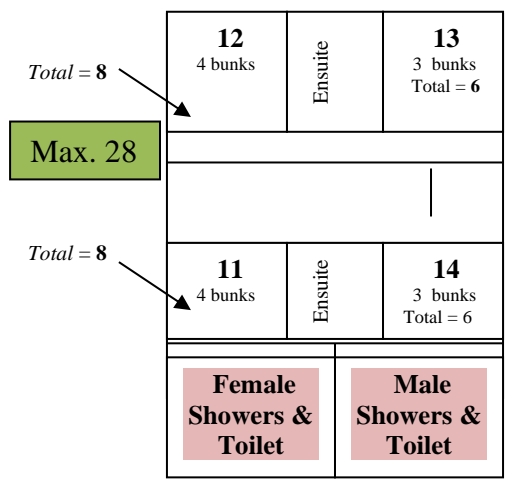 12
4 bunks
Ensuite
13
3 bunks
Total = 6
Total = 8
Max. 28
Total = 8
11
4 bunks
Ensuite
14
3 bunks
Total = 6
Female
Showers &
Toilet
Male
Showers &
Toilet